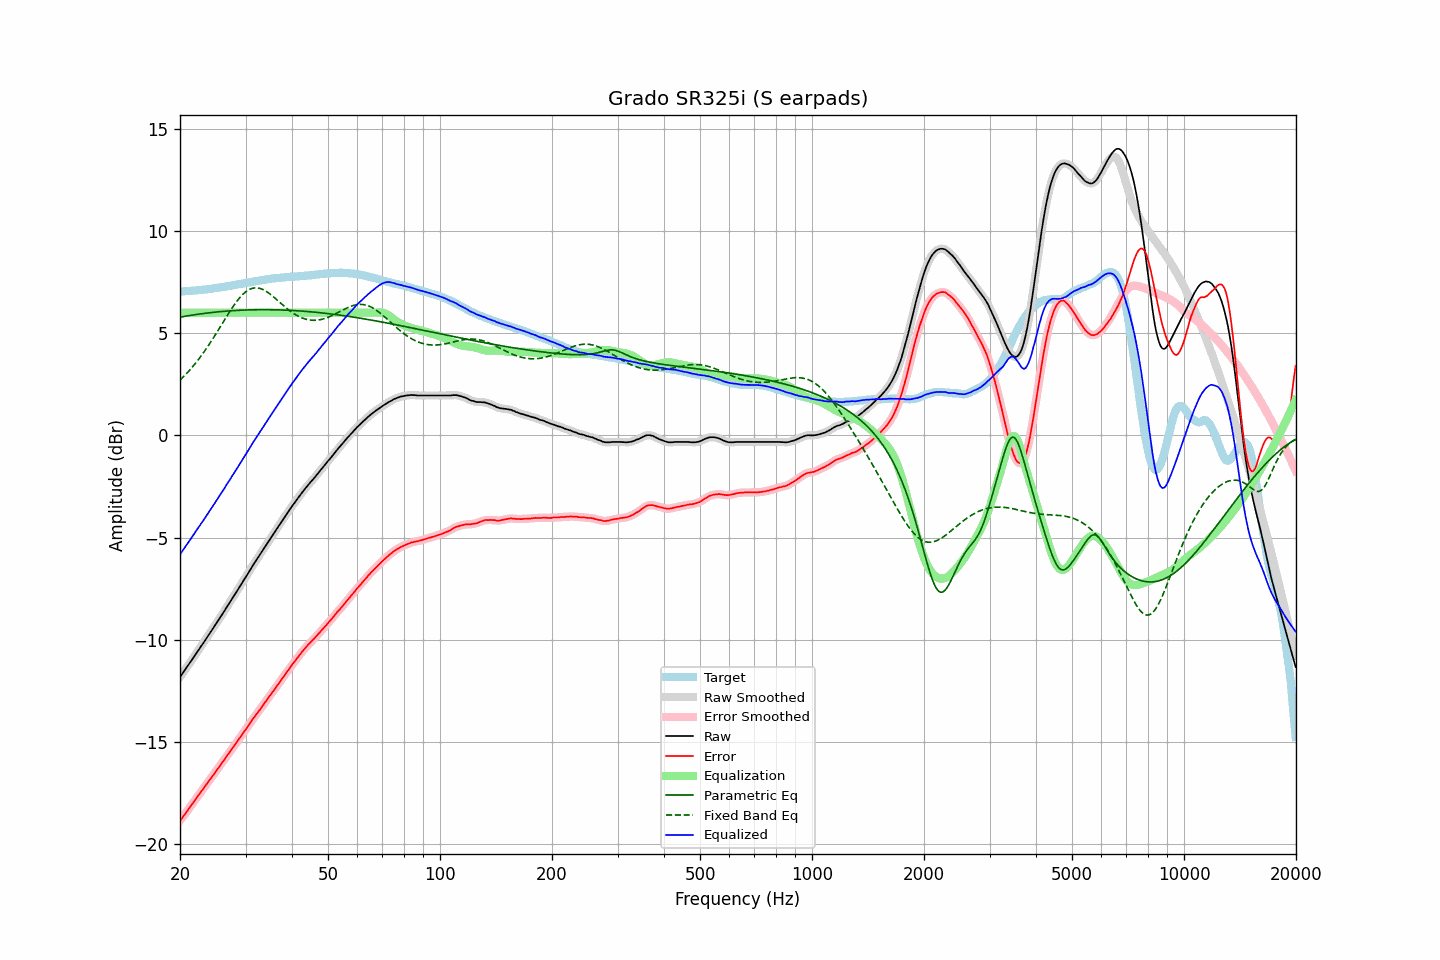 Grado SR325i (S earpads)
Amplitude (dBr)
15
10
5
0
−5
−10
−15
−20
Target
Raw Smoothed
Error Smoothed
Raw
Error
Equalization
Parametric Eq
Fixed Band Eq
Equalized
20 50 100 200 500 1000 2000 5000 10000 20000
Frequency (Hz)